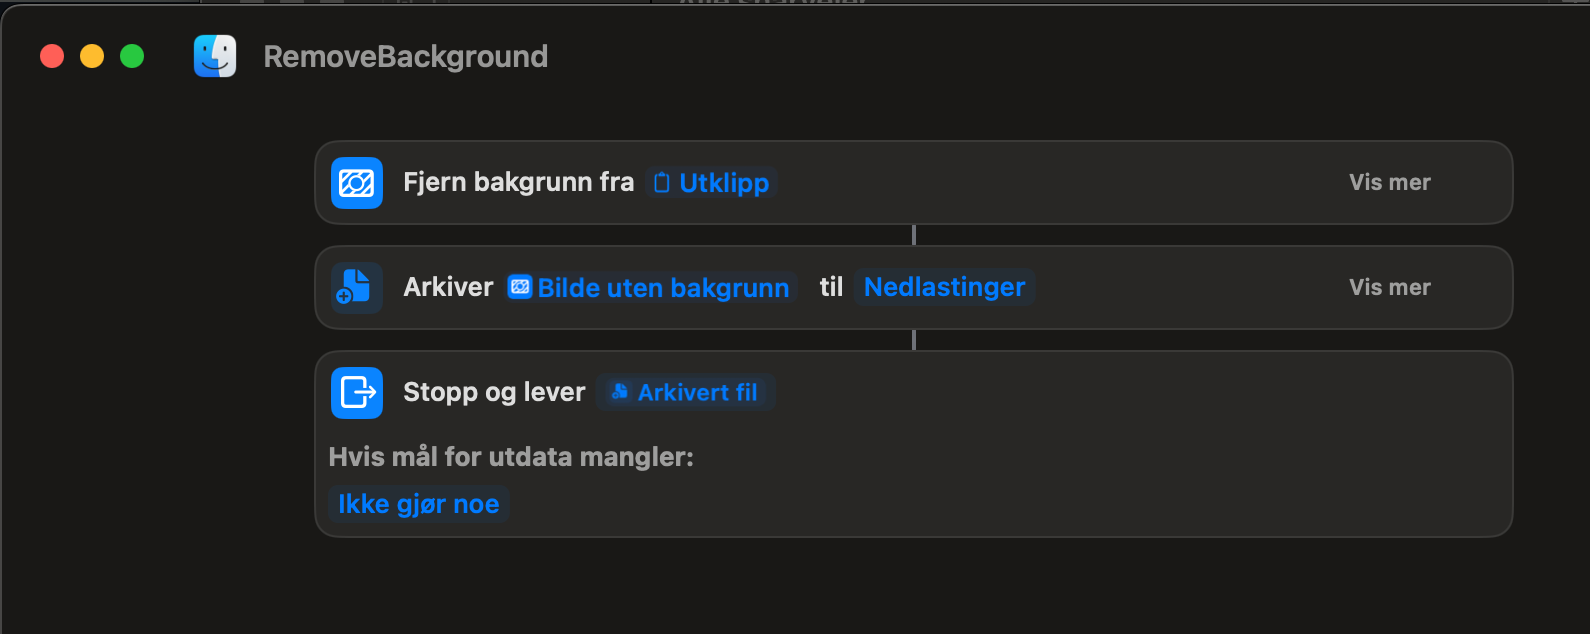 RemoveBackground
Fjern bakgrunn fra Utklipp Vis mer
Arkiver Bilde uten bakgrunn til Nedlastinger Vis mer
Stopp og lever Arkivert fil
Hvis mål for utdata mangler:
Ikke gjør noe